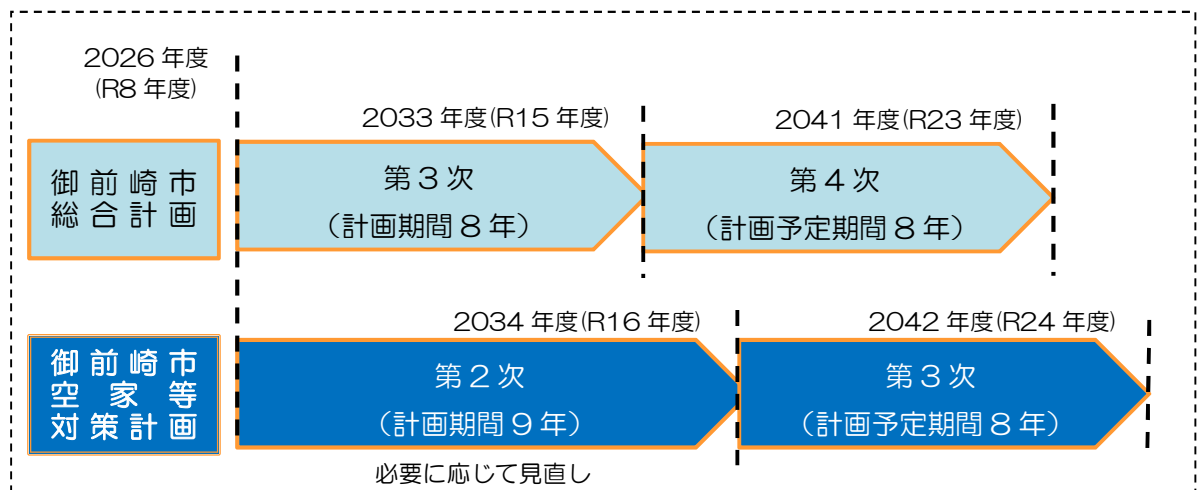 2026 年度
(R8 年度)
2033 年度(R15 年度)
2041 年度(R23 年度)
御前崎市
総合計画
第３次
（計画期間８年）
第４次
（計画予定期間８年）
2034 年度(R16 年度)
2042 年度(R24 年度)
御前崎市
空家等
対策計画
第２次
（計画期間９年）
第３次
（計画予定期間８年）
必要に応じて見直し